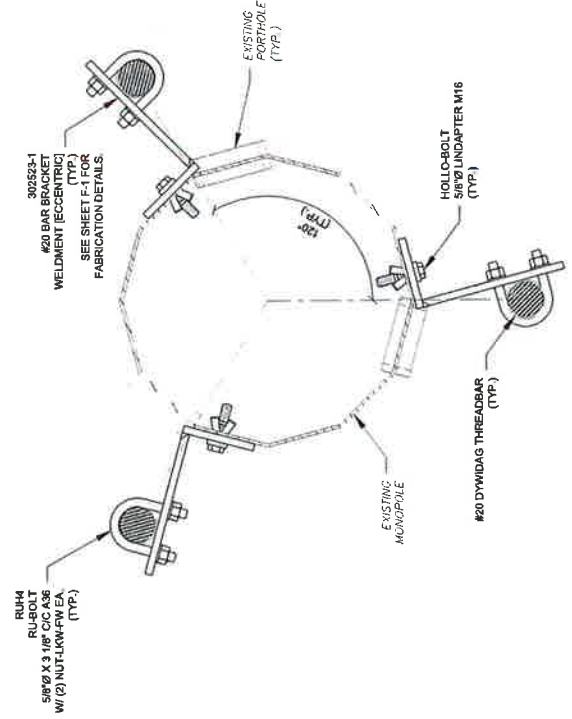 302523-1
#20 BAR BRACKET
WELDMENT [ECCENTRIC]
(TYP.)
SEE SHEET F-1 FOR
FABRICATION DETAILS.
EXISTING
PORTHOLE
(TYP.)
120°
(TYP.)
HOLLO-BOLT
5/8"Ø LINDAPTER M16
(TYP.)
RUH4
RU-BOLT
5/8"Ø X 3 1/8" C/C A36
W/ (2) NUT-LKW-FW EA.
(TYP.)
EXISTING
MONOPOLE
#20 DYWIDAG THREADBAR
(TYP.)